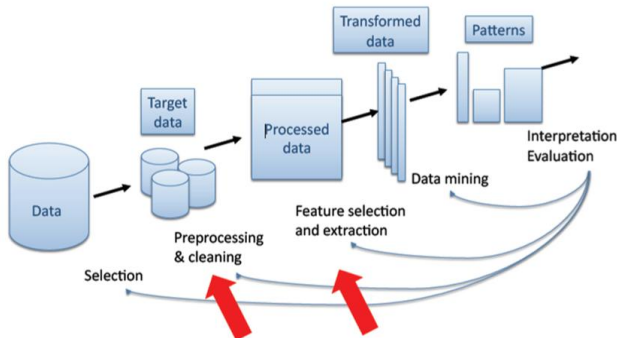 Transformed
data
Patterns
Target
data
Processed
data
Data
Interpretation
Evaluation
Data mining
Feature selection
and extraction
Preprocessing
& cleaning
Selection